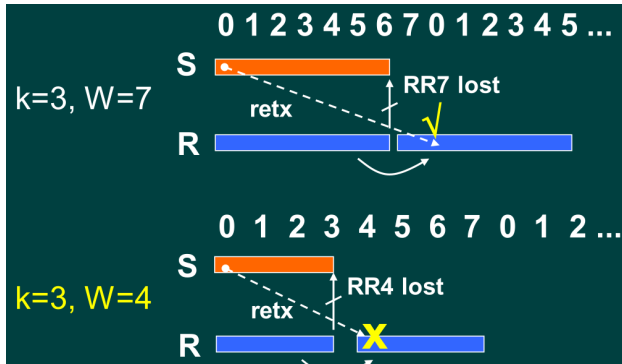 0 1 2 3 4 5 6 7 0 1 2 3 4 5 ...
S
RR7 lost
k=3, W=7
retx
√
R
0 1 2 3 4 5 6 7 0 1 2 ...
S
RR4 lost
k=3, W=4
retx
X
R